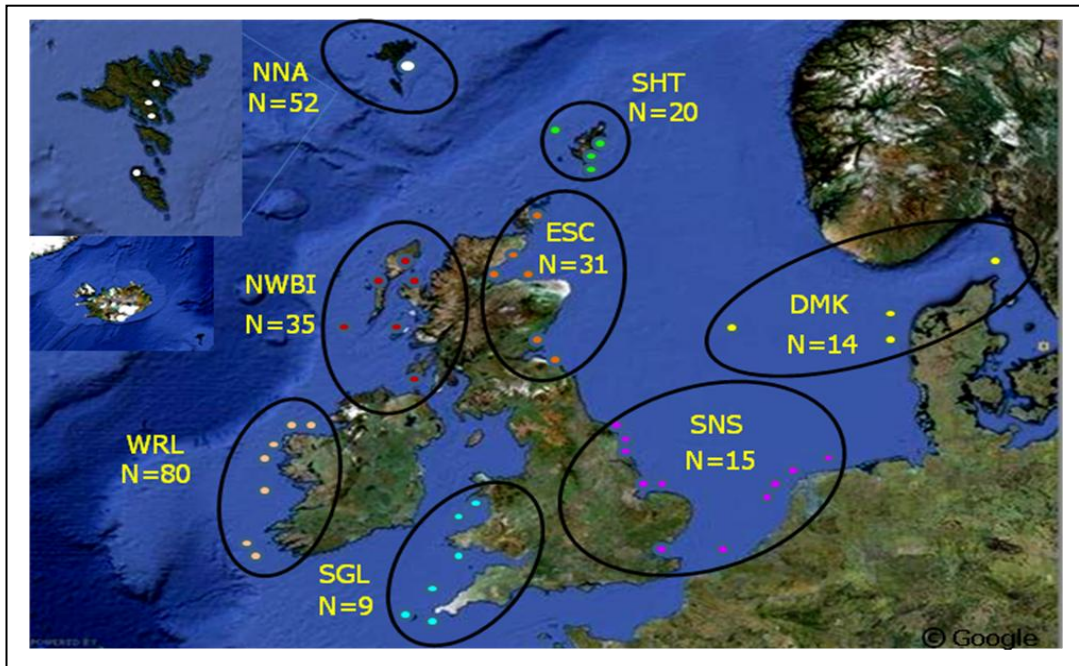 NNA
N=52
SHT
N=20
ESC
N=31
NWBI
N=35
DMK
N=14
WRL
N=80
SNS
N=15
SGL
N=9
POWERED BY
© Google